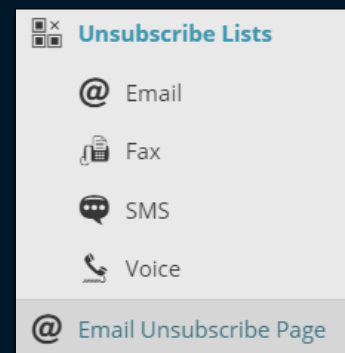 Unsubscribe Lists
Email
Fax
SMS
Voice
Email Unsubscribe Page